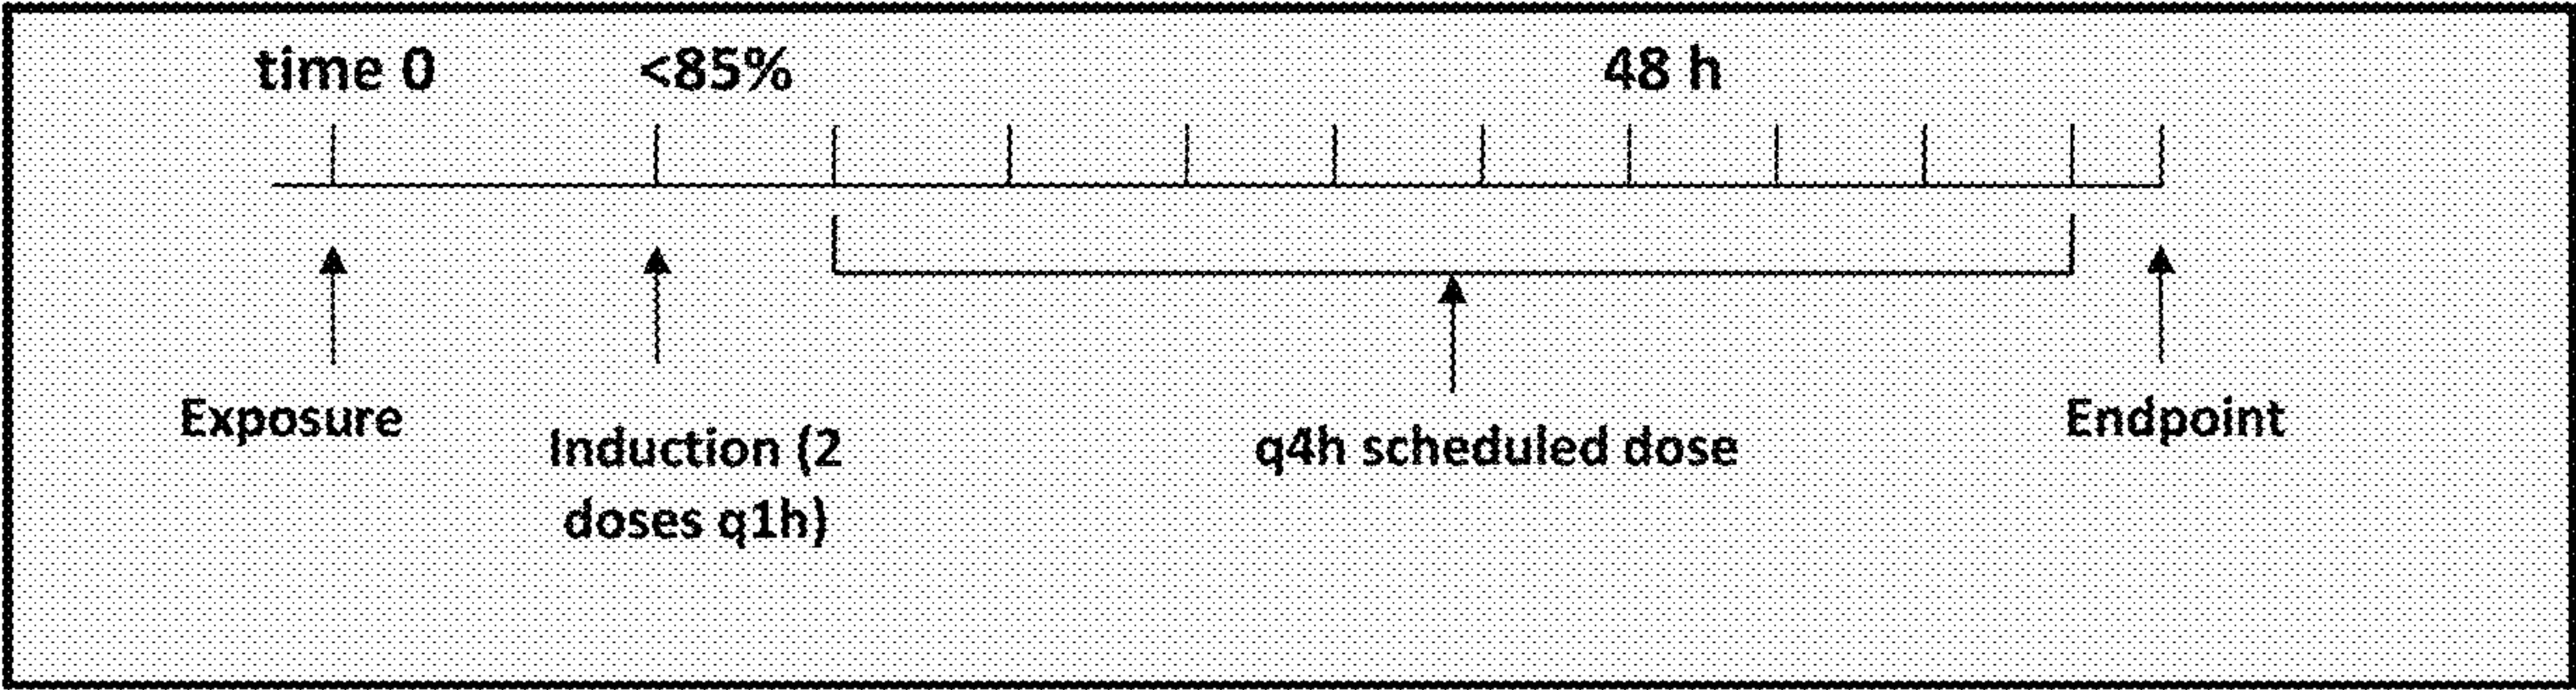 time 0
<85%
48 h
Exposure
Induction (2
doses q1h)
q4h scheduled dose
Endpoint